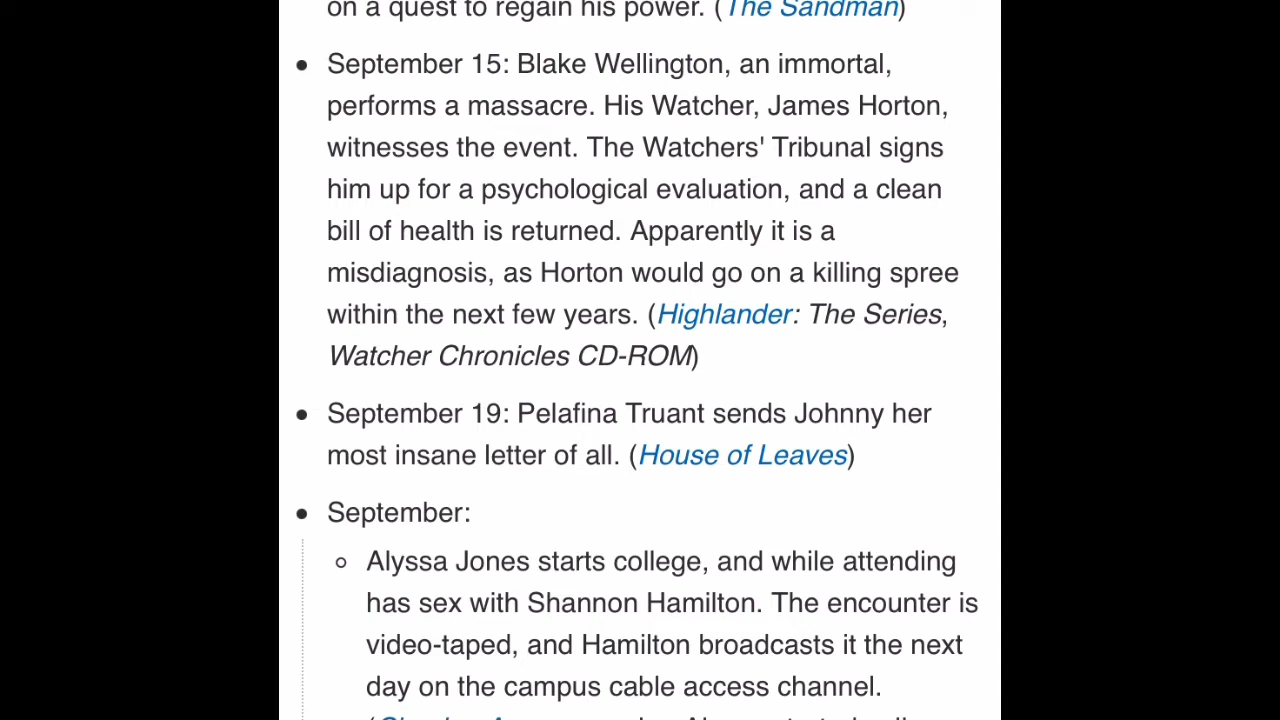 on a quest to regain his power. (The Sandman)
• September 15: Blake Wellington, an immortal,
performs a massacre. His Watcher, James Horton,
witnesses the event. The Watchers' Tribunal signs
him up for a psychological evaluation, and a clean
bill of health is returned. Apparently it is a
misdiagnosis, as Horton would go on a killing spree
within the next few years. (Highlander: The Series,
Watcher Chronicles CD-ROM)
• September 19: Pelafina Truant sends Johnny her
most insane letter of all. (House of Leaves)
• September:
Alyssa Jones starts college, and while attending
has sex with Shannon Hamilton. The encounter is
video-taped, and Hamilton broadcasts it the next
day on the campus cable access channel.